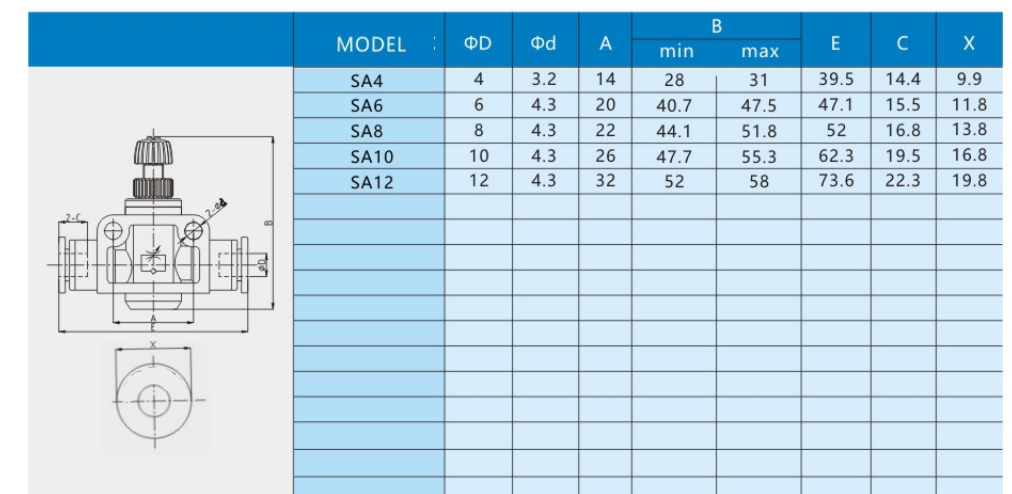 MODEL : ΦD Φd A B E C X
min max
SA4 4 3.2 14 28 31 39.5 14.4 9.9
SA6 6 4.3 20 40.7 47.5 47.1 15.5 11.8
SA8 8 4.3 22 44.1 51.8 52 16.8 13.8
SA10 10 4.3 26 47.7 55.3 62.3 19.5 16.8
SA12 12 4.3 32 52 58 73.6 22.3 19.8
2-Φd
2-C
B
ΦD
A
E
X